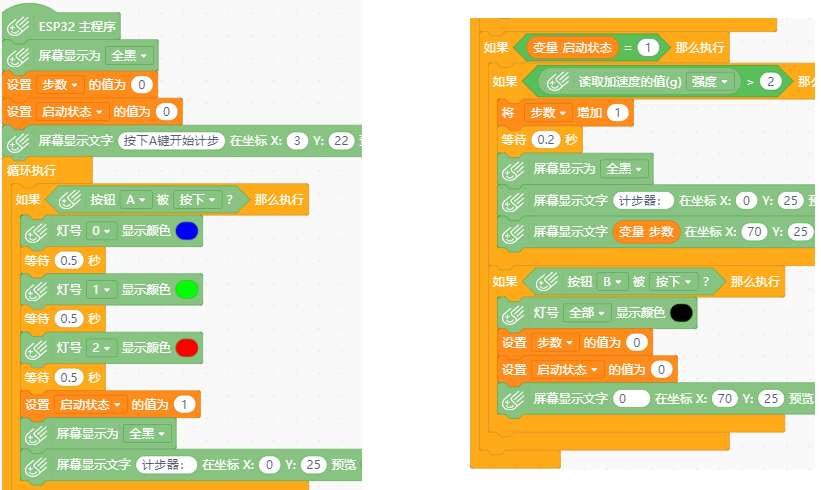 ESP32 主程序
屏幕显示为 全黑
设置 步数 的值为 0
设置 启动状态 的值为 0
屏幕显示文字 按下A键开始计步 在坐标 X: 3 Y: 22
循环执行
如果 按钮 A 被 按下 ? 那么执行
灯号 0 显示颜色
等待 0.5 秒
灯号 1 显示颜色
等待 0.5 秒
灯号 2 显示颜色
等待 0.5 秒
设置 启动状态 的值为 1
屏幕显示为 全黑
屏幕显示文字 计步器: 在坐标 X: 0 Y: 25 预览
如果 变量 启动状态 = 1 那么执行
如果 读取加速度的值(g) 强度 > 2 那
将 步数 增加 1
等待 0.2 秒
屏幕显示为 全黑
屏幕显示文字 计步器: 在坐标 X: 0 Y: 25
屏幕显示文字 变量 步数 在坐标 X: 70 Y: 25
如果 按钮 B 被 按下 ? 那么执行
灯号 全部 显示颜色
设置 步数 的值为 0
设置 启动状态 的值为 0
屏幕显示文字 0 在坐标 X: 70 Y: 25 预览